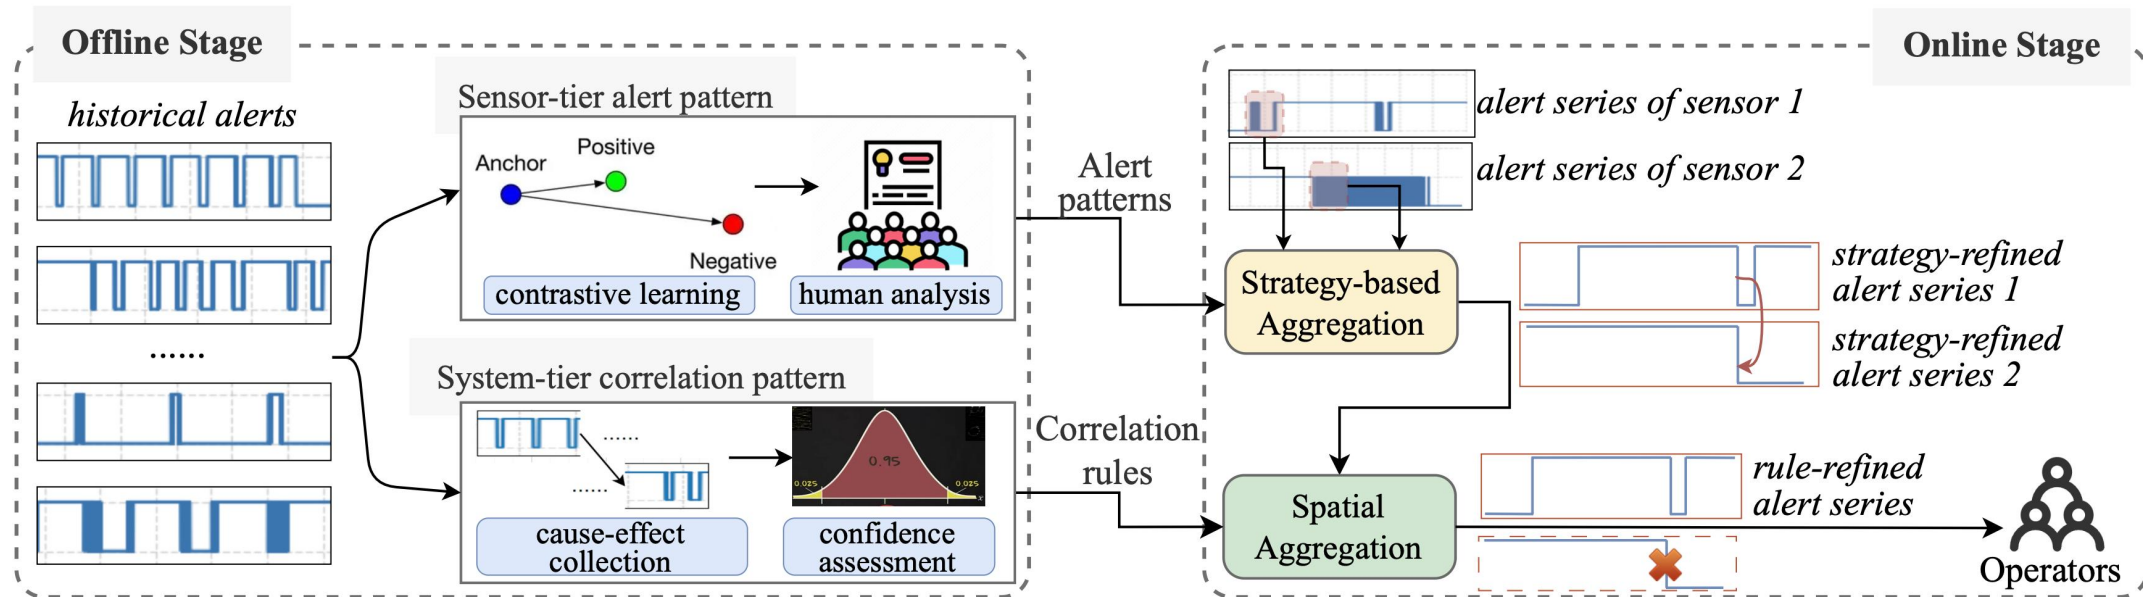 Offline Stage
historical alerts
......
Sensor-tier alert pattern
Anchor
Positive
Negative
contrastive learning
human analysis
System-tier correlation pattern
......
......
0.95
0.025
0.025
x
cause-effect
collection
confidence
assessment
Alert
patterns
Correlation
rules
Online Stage
alert series of sensor 1
alert series of sensor 2
Strategy-based
Aggregation
strategy-refined
alert series 1
strategy-refined
alert series 2
Spatial
Aggregation
rule-refined
alert series
Operators